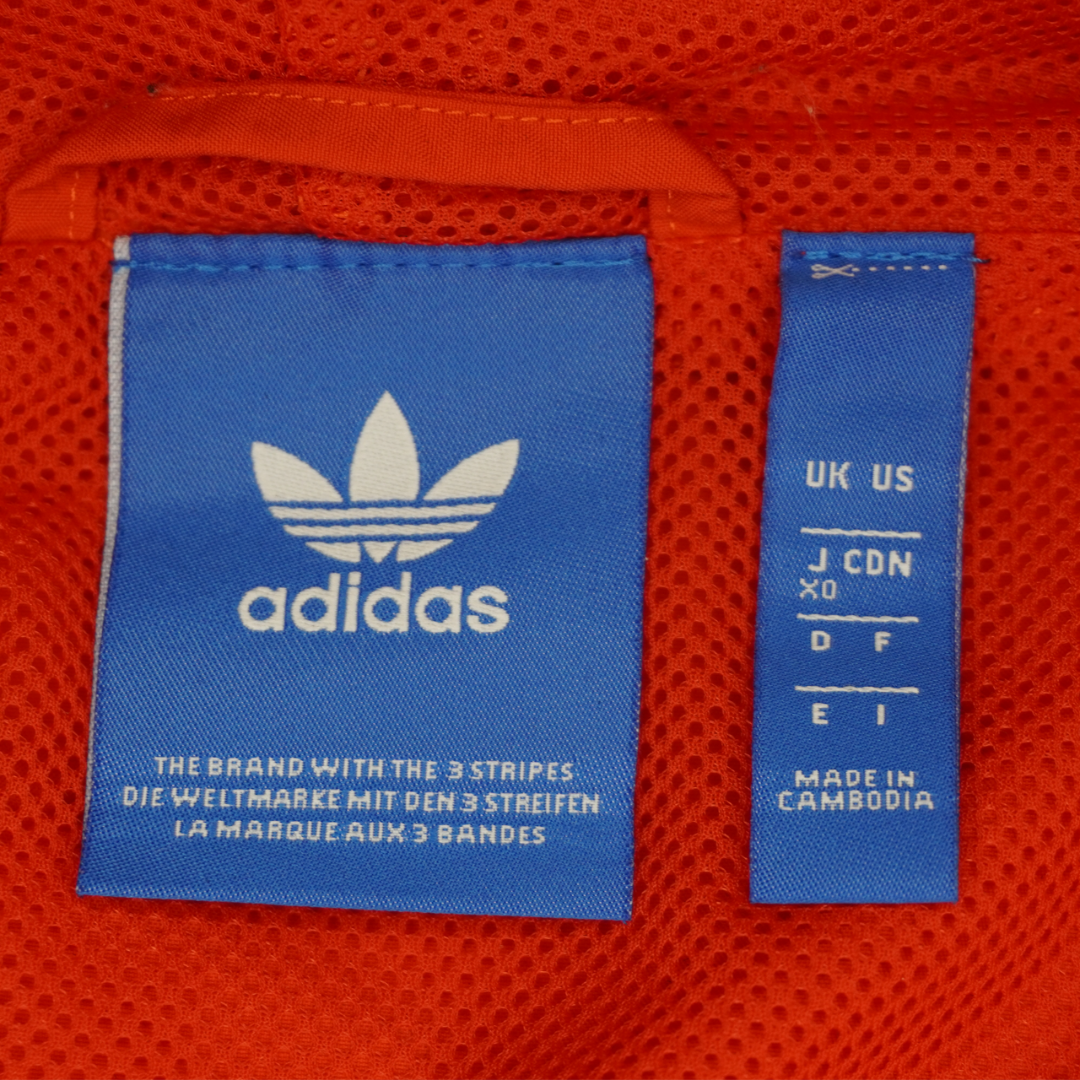 adidas
THE BRAND WITH THE 3 STRIPES
DIE WELTMARKE MIT DEN 3 STREIFEN
LA MARQUE AUX 3 BANDES
UK US
J CDN
XO
D F
E I
MADE IN
CAMBODIA